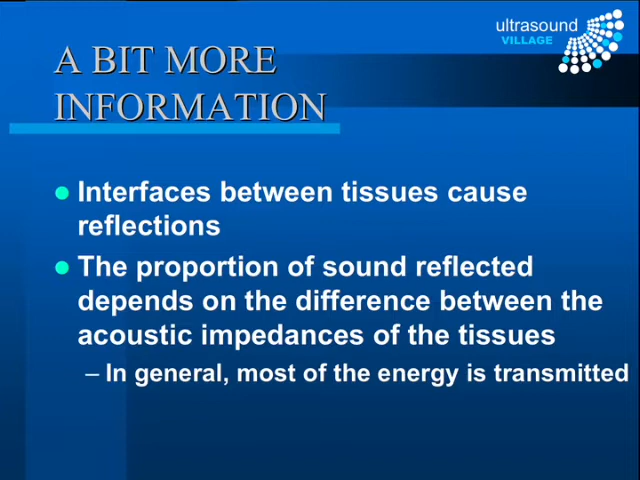 ultrasound
VILLAGE
A BIT MORE
INFORMATION
Interfaces between tissues cause
reflections
The proportion of sound reflected
depends on the difference between the
acoustic impedances of the tissues
– In general, most of the energy is transmitted